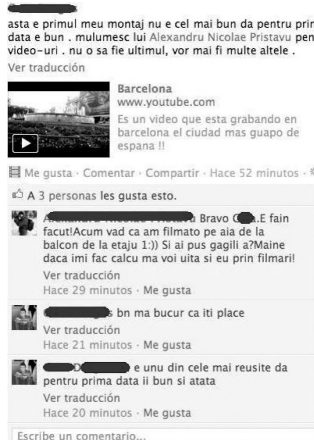 asta e primul meu montaj nu e cel mai bun da pentru prim
data e bun . mulumesc lui Alexandru Nicolae Pristavu pen
video-uri . nu o sa fie ultimul, vor mai fi multe altele .
Ver traducción
Barcelona
www.youtube.com
Es un video que esta grabando en
barcelona el ciudad mas guapo de
espana !!
Me gusta · Comentar · Compartir · Hace 52 minutos ·
A 3 personas les gusta esto.
Bravo .E fain
facut!Acum vad ca am filmato pe aia de la
balcon de la etaju 1:)) Si ai pus gagili a?Maine
daca imi fac calcu ma voi uita si eu prin filmari!
Ver traducción
Hace 29 minutos · Me gusta
s bn ma bucur ca iti place
Ver traducción
Hace 21 minutos · Me gusta
e unu din cele mai reusite da
pentru prima data ii bun si atata
Ver traducción
Hace 20 minutos · Me gusta
Escribe un comentario...